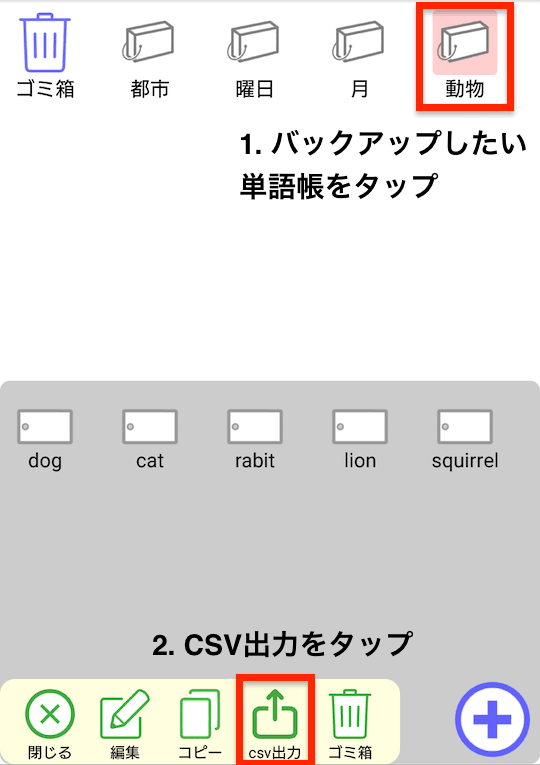 ゴミ箱 都市 曜日 月 動物
1. バックアップしたい
単語帳をタップ
dog cat rabit lion squirrel
2. CSV出力をタップ
閉じる 編集 コピー csv出力 ゴミ箱